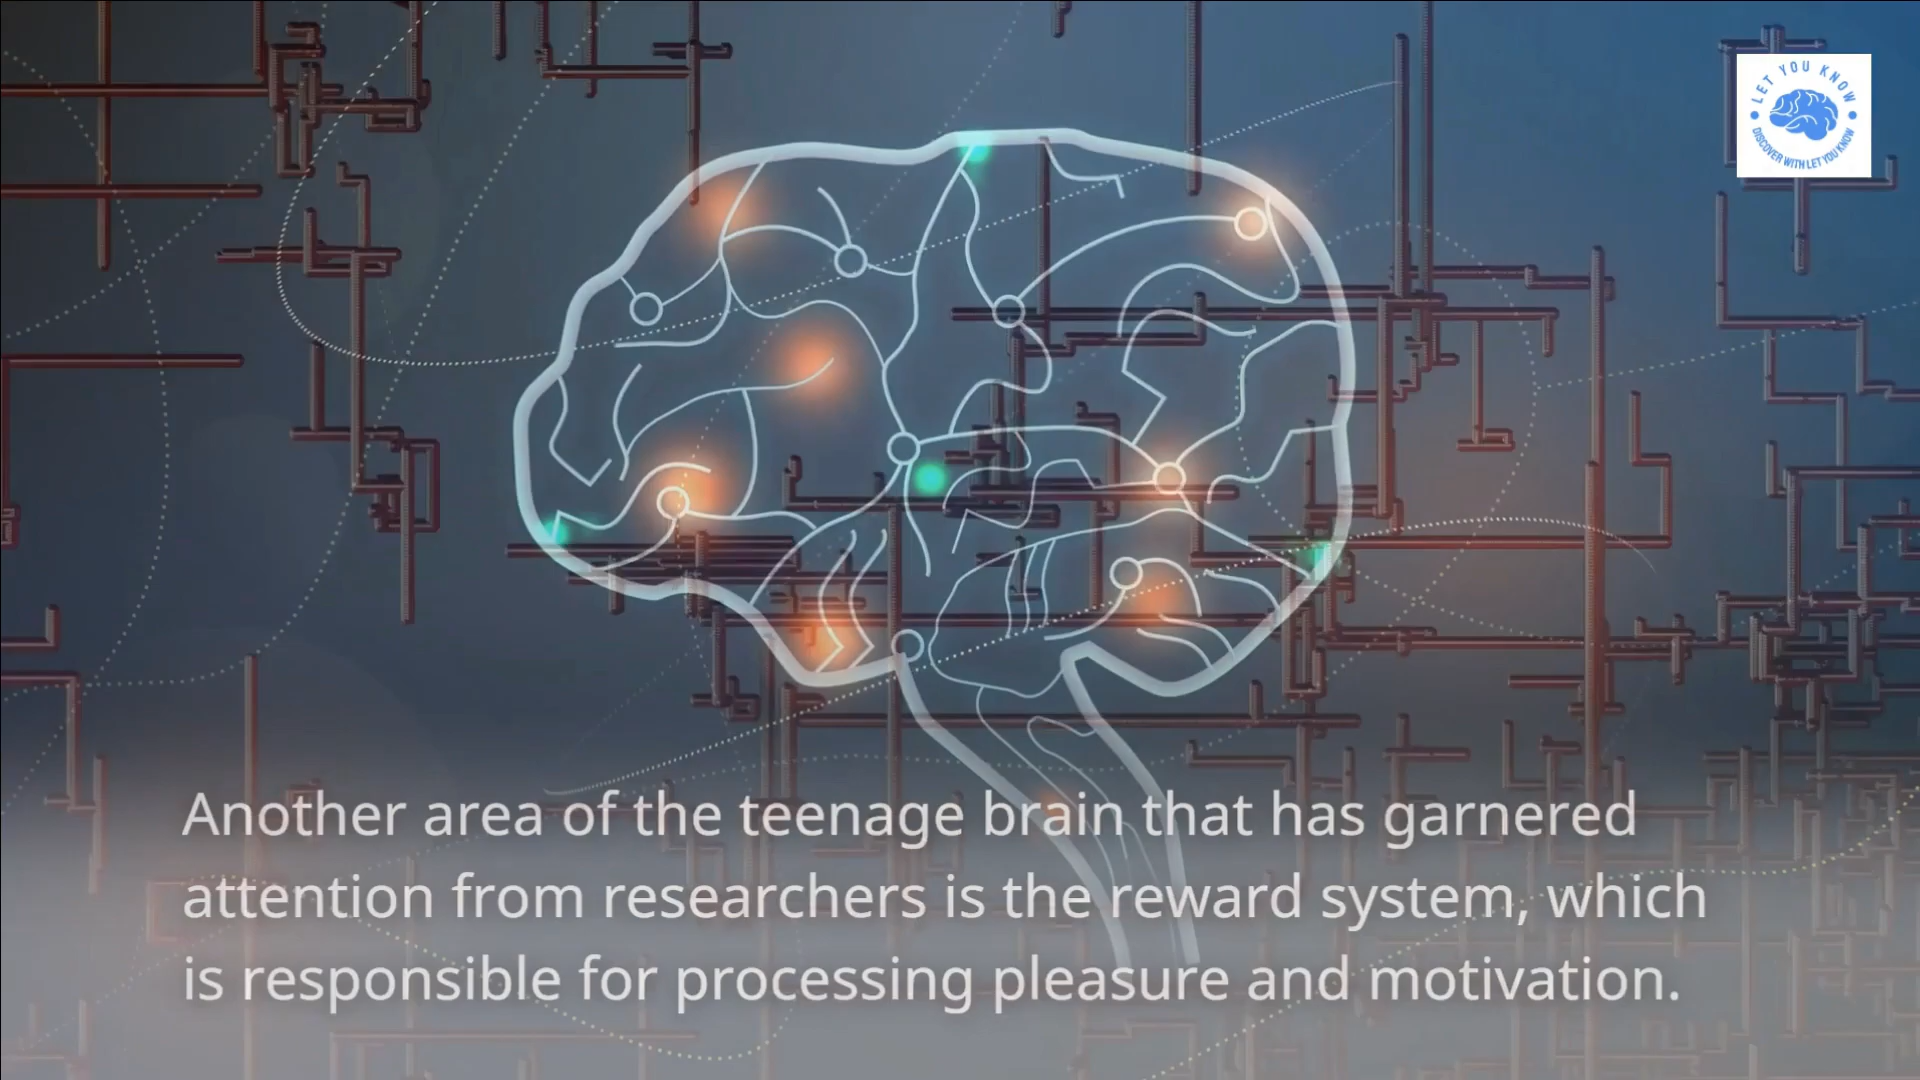 LET YOU KNOW
DISCOVER WITH LET YOU KNOW
Another area of the teenage brain that has garnered
attention from researchers is the reward system, which
is responsible for processing pleasure and motivation.